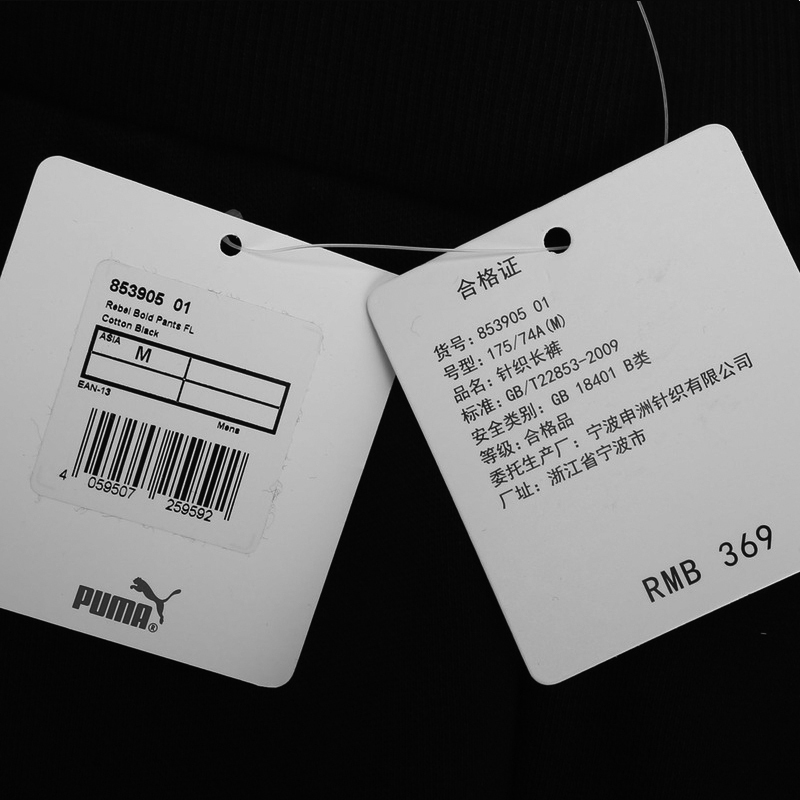 853905 01
Rebel Bold Pants FL
Cotton Black
ASIA
M
EAN-13
Mens
4 059507 259592
PUMA®
合格证
货号: 853905 01
号型: 175/74A(M)
品名: 针织长裤
标准: GB/T22853-2009
安全类别: GB 18401 B类
等级: 合格品
委托生产厂: 宁波申洲针织有限公司
厂址: 浙江省宁波市
RMB 369